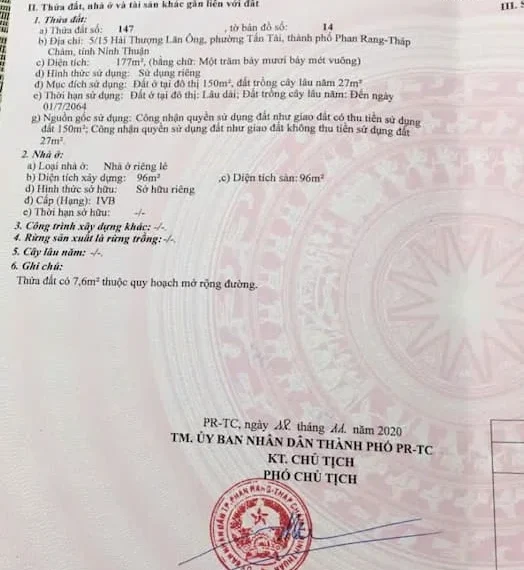 II. Thửa đất, nhà ở và tài sản khác gắn liền với đất
III. S
1. Thửa đất:
a) Thửa đất số: 147 , tờ bản đồ số: 14
b) Địa chỉ: 5/15 Hải Thượng Lãn Ông, phường Tấn Tài, thành phố Phan Rang-Tháp
Chàm, tỉnh Ninh Thuận
c) Diện tích: 177m², (bằng chữ: Một trăm bảy mươi bảy mét vuông)
d) Hình thức sử dụng: Sử dụng riêng
đ) Mục đích sử dụng: Đất ở tại đô thị 150m², đất trồng cây lâu năm 27m²
e) Thời hạn sử dụng: Đất ở tại đô thị: Lâu dài; Đất trồng cây lâu năm: Đến ngày
01/7/2064
g) Nguồn gốc sử dụng: Công nhận quyền sử dụng đất như giao đất có thu tiền sử dụng
đất 150m²; Công nhận quyền sử dụng đất như giao đất không thu tiền sử dụng đất
27m².
2. Nhà ở:
a) Loại nhà ở: Nhà ở riêng lẻ
b) Diện tích xây dựng: 96m² ,c) Diện tích sàn: 96m²
d) Hình thức sở hữu: Sở hữu riêng
đ) Cấp (Hạng): IVB
e) Thời hạn sở hữu: -/-
3. Công trình xây dựng khác: -/-.
4. Rừng sản xuất là rừng trồng: -/-.
5. Cây lâu năm: -/-.
6. Ghi chú:
Thửa đất có 7,6m² thuộc quy hoạch mở rộng đường.
PR-TC, ngày 18 tháng 11 năm 2020
TM. ỦY BAN NHÂN DÂN THÀNH PHỐ PR-TC
KT. CHỦ TỊCH
PHÓ CHỦ TỊCH